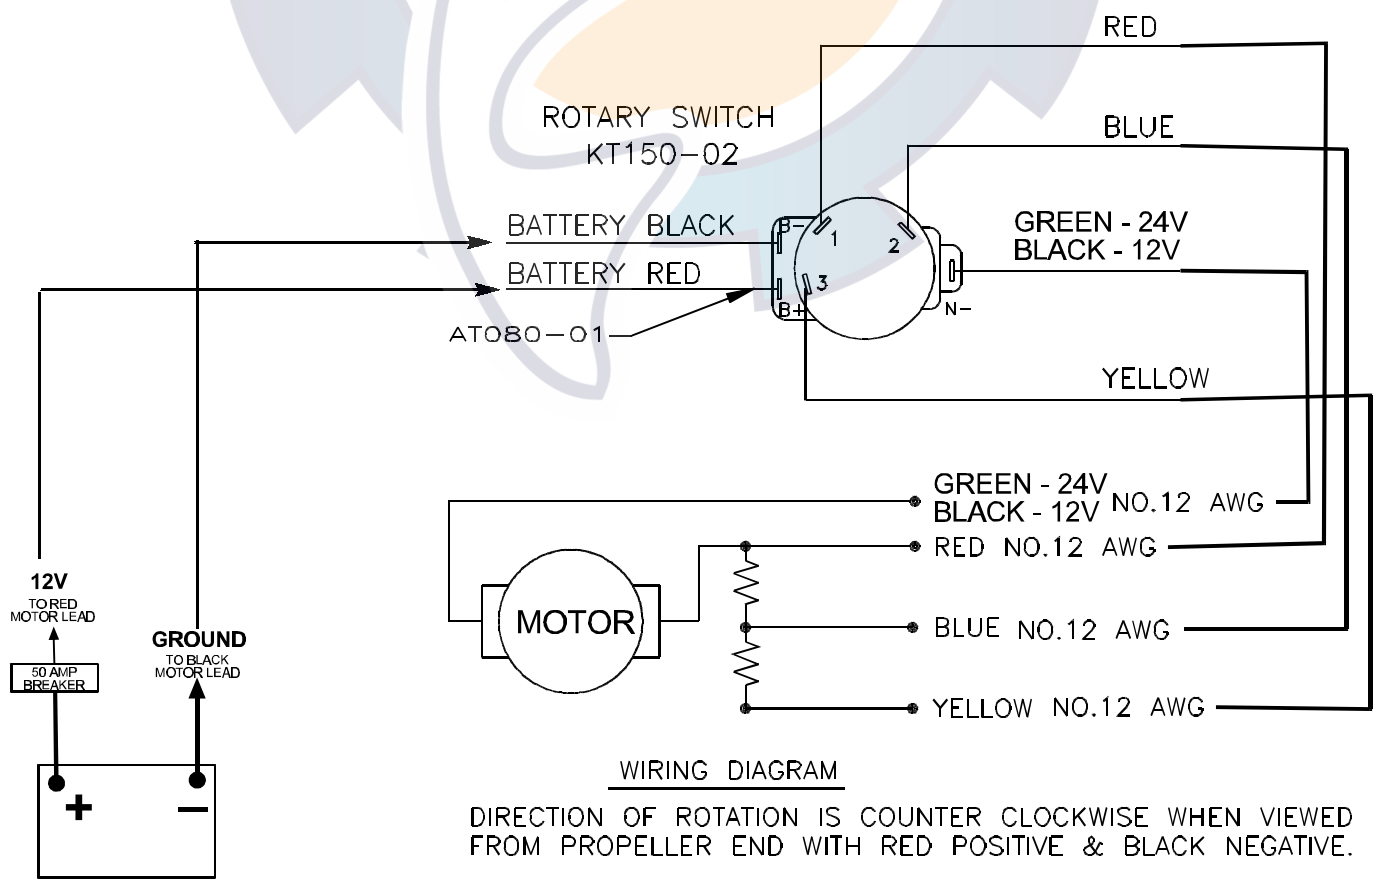 RED
BLUE
ROTARY SWITCH
KT150-02
BATTERY BLACK
BATTERY RED
AT080-01
B-
B+
1
2
3
N-
GREEN - 24V
BLACK - 12V
YELLOW
GREEN - 24V
BLACK - 12V
NO.12 AWG
RED NO.12 AWG
BLUE NO.12 AWG
YELLOW NO.12 AWG
MOTOR
12V
TO RED
MOTOR LEAD
50 AMP
BREAKER
GROUND
TO BLACK
MOTOR LEAD
+
-
WIRING DIAGRAM
DIRECTION OF ROTATION IS COUNTER CLOCKWISE WHEN VIEWED
FROM PROPELLER END WITH RED POSITIVE & BLACK NEGATIVE.